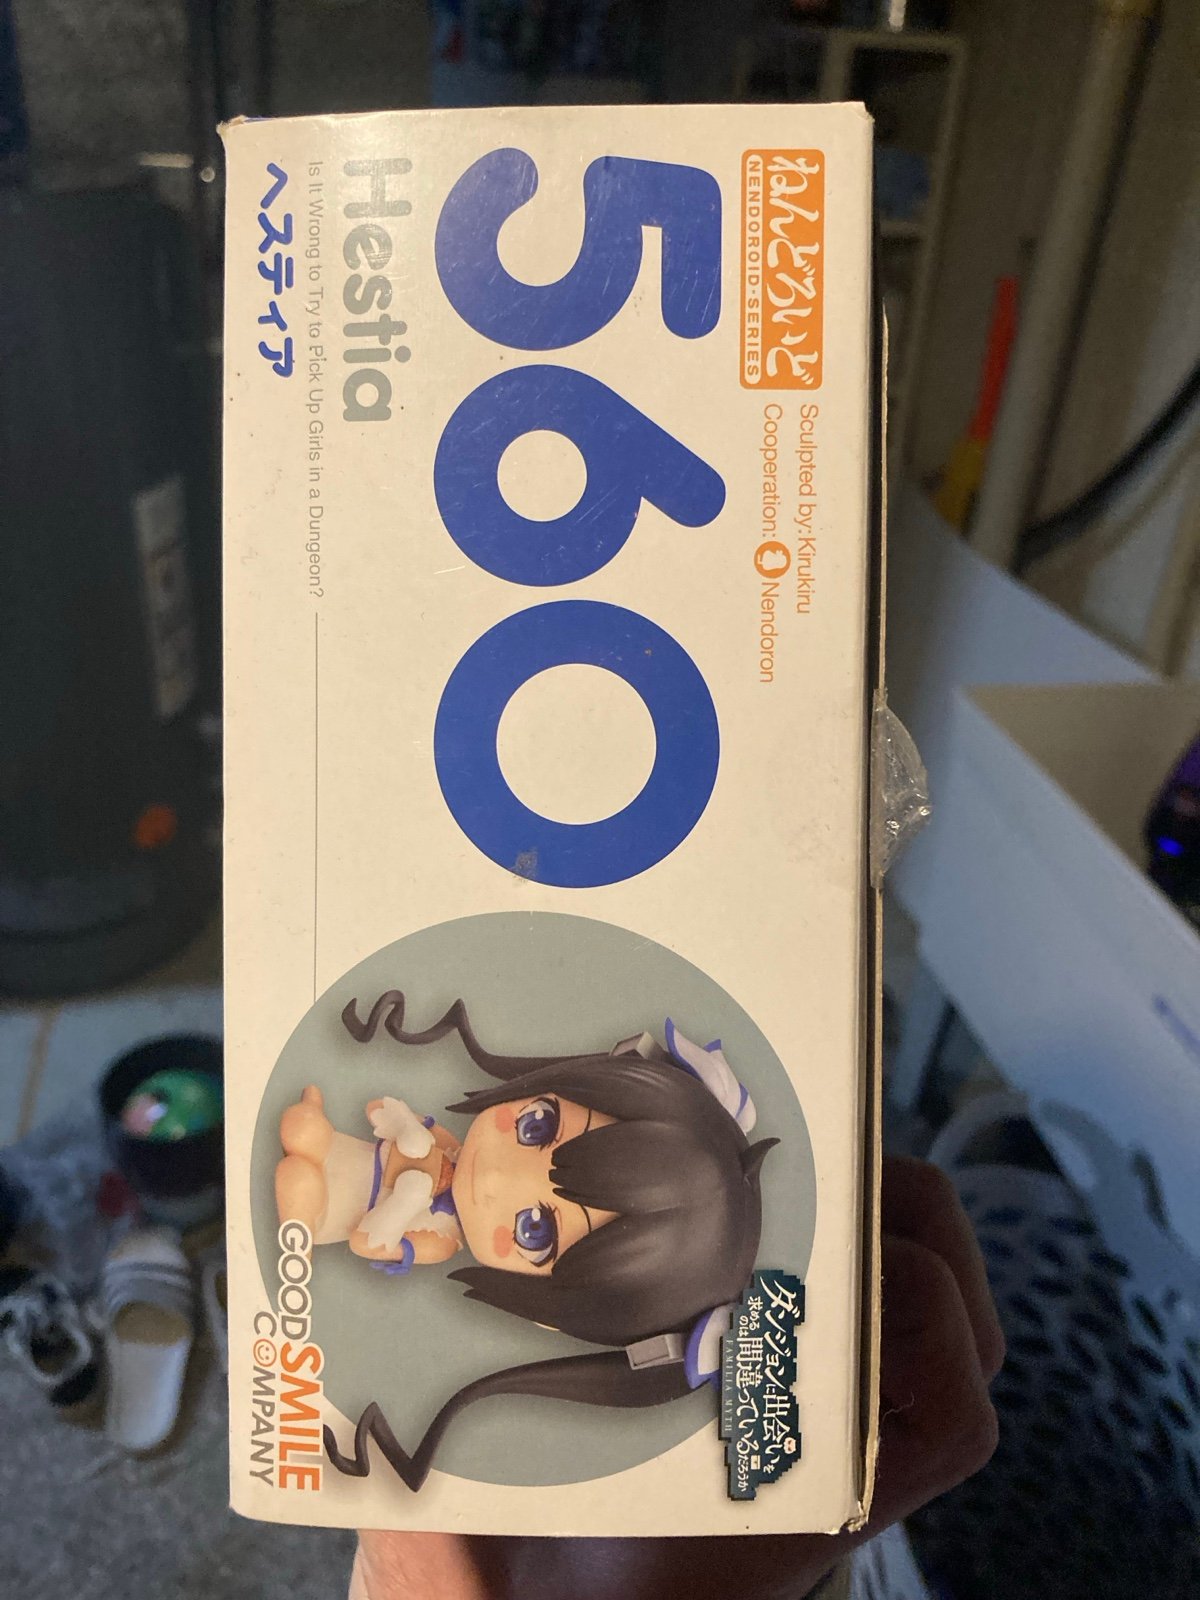 ねんどろいど
NENDOROID·SERIES
Sculpted by:Kirukiru
Cooperation: Nendoron
560
Hestia
Is It Wrong to Try to Pick Up Girls in a Dungeon?
ヘスティア
ダンジョンに出会いを
求めるのは間違っているだろうか
FAMILIA MYTH
GOODSMILE
COMPANY